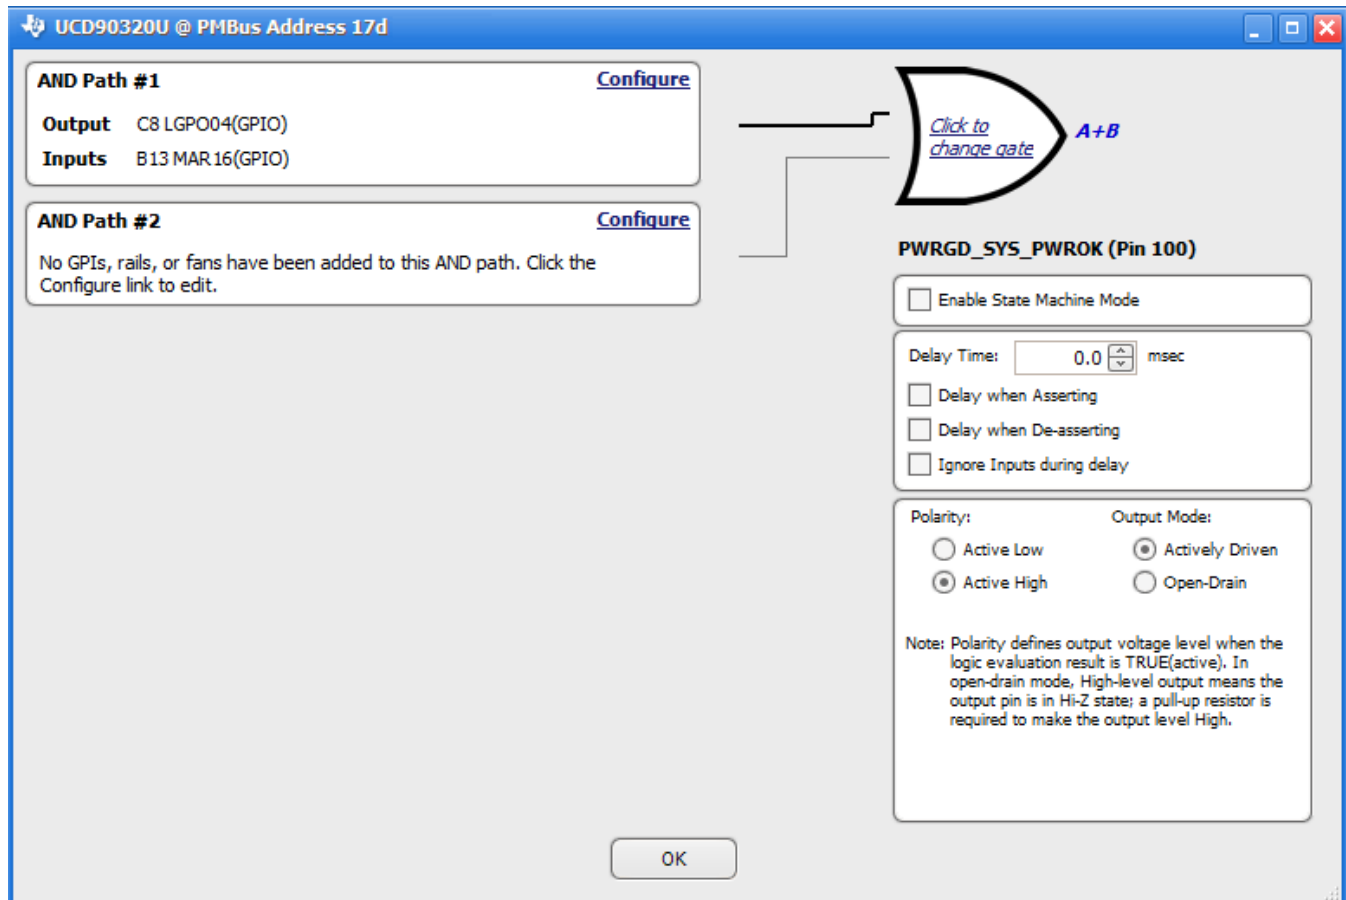 UCD90320U @ PMBus Address 17d
AND Path #1 Configure
Output C8 LGPO04(GPIO)
Inputs B13 MAR16(GPIO)
AND Path #2 Configure
No GPIs, rails, or fans have been added to this AND path. Click the
Configure link to edit.
Click to
change gate
A+B
PWRGD_SYS_PWROK (Pin 100)
Enable State Machine Mode
Delay Time: 0.0 msec
Delay when Asserting
Delay when De-asserting
Ignore Inputs during delay
Polarity: Output Mode:
Active Low Actively Driven
Active High Open-Drain
Note: Polarity defines output voltage level when the
logic evaluation result is TRUE(active). In
open-drain mode, High-level output means the
output pin is in Hi-Z state; a pull-up resistor is
required to make the output level High.
OK